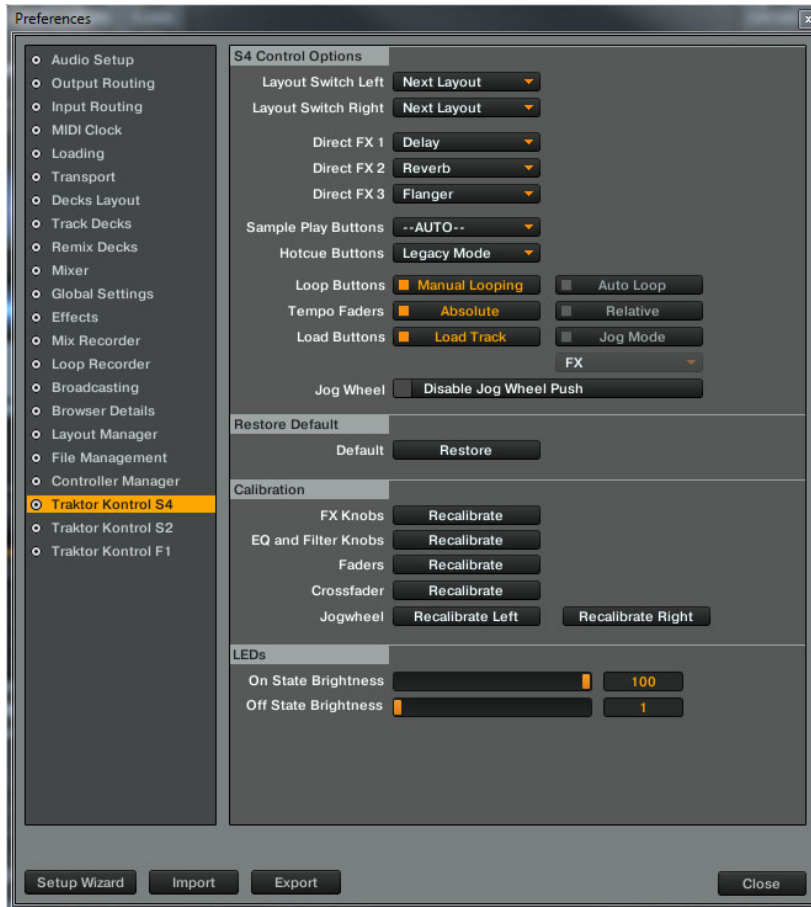 Preferences
x
Audio Setup
Output Routing
Input Routing
MIDI Clock
Loading
Transport
Decks Layout
Track Decks
Remix Decks
Mixer
Global Settings
Effects
Mix Recorder
Loop Recorder
Broadcasting
Browser Details
Layout Manager
File Management
Controller Manager
Traktor Kontrol S4
Traktor Kontrol S2
Traktor Kontrol F1
S4 Control Options
Layout Switch Left Next Layout
Layout Switch Right Next Layout
Direct FX 1 Delay
Direct FX 2 Reverb
Direct FX 3 Flanger
Sample Play Buttons --AUTO--
Hotcue Buttons Legacy Mode
Loop Buttons Manual Looping Auto Loop
Tempo Faders Absolute Relative
Load Buttons Load Track Jog Mode
FX
Jog Wheel Disable Jog Wheel Push
Restore Default
Default Restore
Calibration
FX Knobs Recalibrate
EQ and Filter Knobs Recalibrate
Faders Recalibrate
Crossfader Recalibrate
Jogwheel Recalibrate Left Recalibrate Right
LEDs
On State Brightness 100
Off State Brightness 1
Setup Wizard Import Export Close